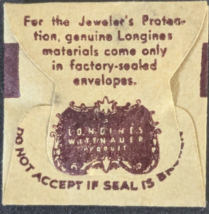 For the Jeweler's Protec-
tion, genuine Longines
materials come only
in factory-sealed
envelopes.
LONGINES
WITTNAUER
PRODUCT
DO NOT ACCEPT IF SEAL IS